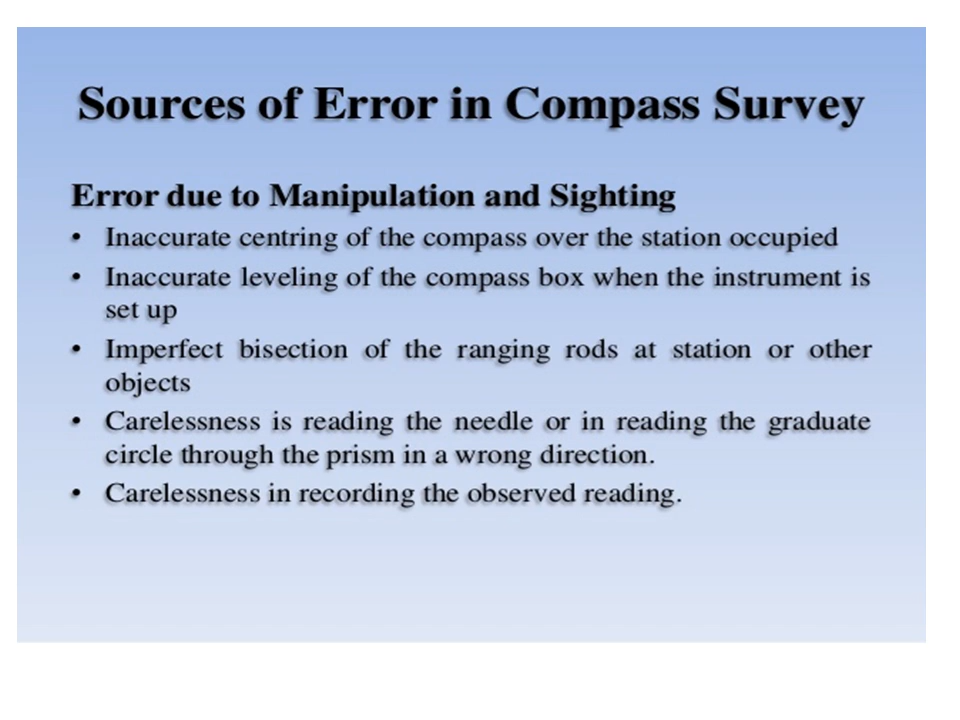 Sources of Error in Compass Survey
Error due to Manipulation and Sighting
• Inaccurate centring of the compass over the station occupied
• Inaccurate leveling of the compass box when the instrument is
set up
• Imperfect bisection of the ranging rods at station or other
objects
• Carelessness is reading the needle or in reading the graduate
circle through the prism in a wrong direction.
• Carelessness in recording the observed reading.